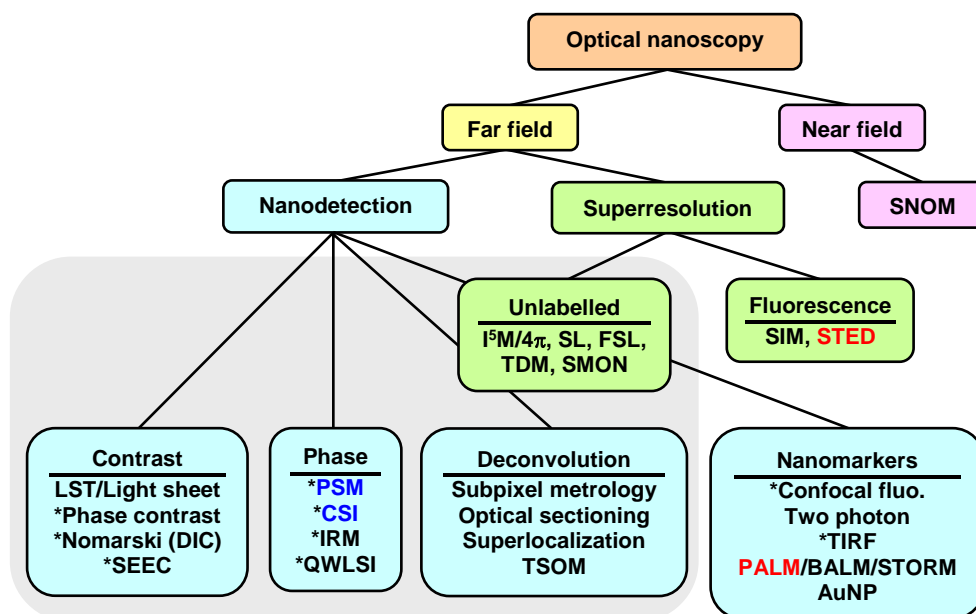 Optical nanoscopy
Far field
Near field
Nanodetection
Superresolution
SNOM
Unlabelled
I⁵M/4π, SL, FSL,
TDM, SMON
Fluorescence
SIM, STED
Contrast
LST/Light sheet
*Phase contrast
*Nomarski (DIC)
*SEEC
Phase
*PSM
*CSI
*IRM
*QWLSI
Deconvolution
Subpixel metrology
Optical sectioning
Superlocalization
TSOM
Nanomarkers
*Confocal fluo.
Two photon
*TIRF
PALM/BALM/STORM
AuNP